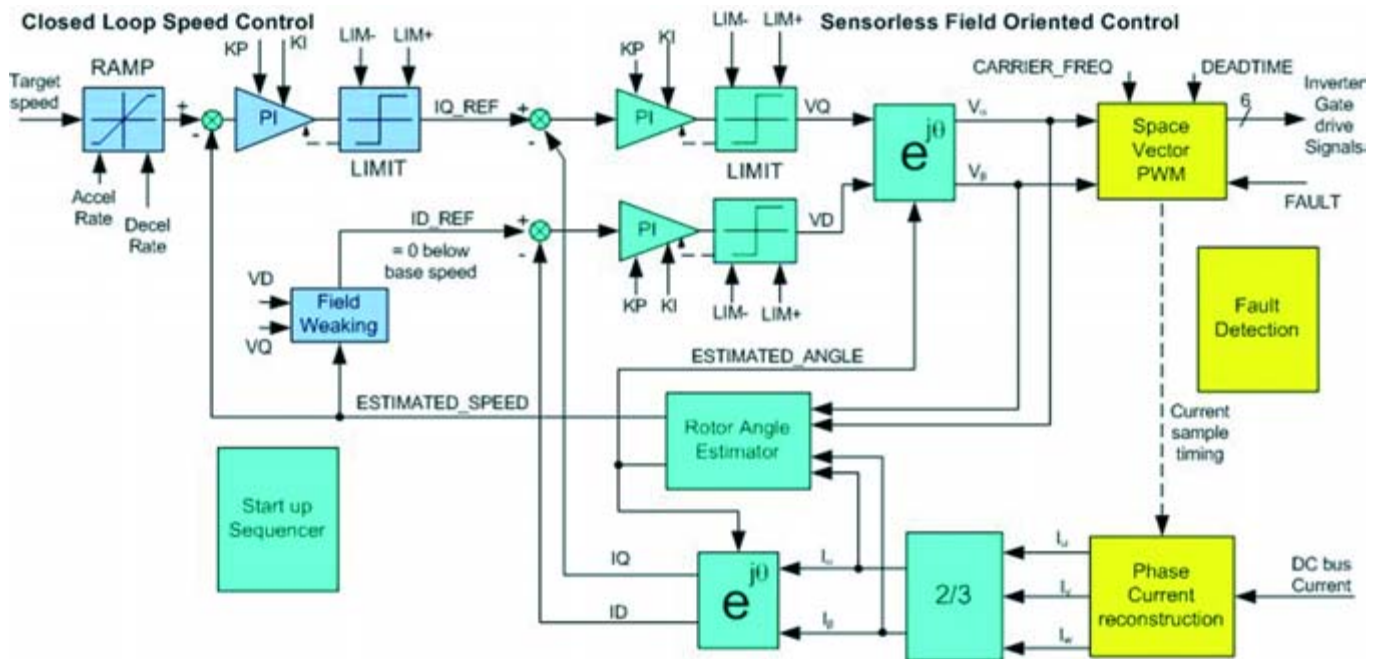 Closed Loop Speed Control
Sensorless Field Oriented Control
KP
KI
LIM-
LIM+
KP
KI
LIM-
LIM+
RAMP
CARRIER_FREQ
DEADTIME
Target
speed
+
-
PI
IQ_REF
+
-
PI
VQ
LIMIT
LIMIT
e
jθ
Vα
Vβ
Space
Vector
PWM
6
Inverter
Gate
drive
Signals
FAULT
Accel
Rate
Decel
Rate
ID_REF
= 0 below
base speed
+
-
PI
VD
KP
KI
LIM-
LIM+
VD
VQ
Field
Weaking
Fault
Detection
ESTIMATED_ANGLE
ESTIMATED_SPEED
Rotor Angle
Estimator
Current
sample
timing
Start up
Sequencer
IQ
ID
e
jθ
Iα
Iβ
2/3
Iu
Iv
Iw
Phase
Current
reconstruction
DC bus
Current